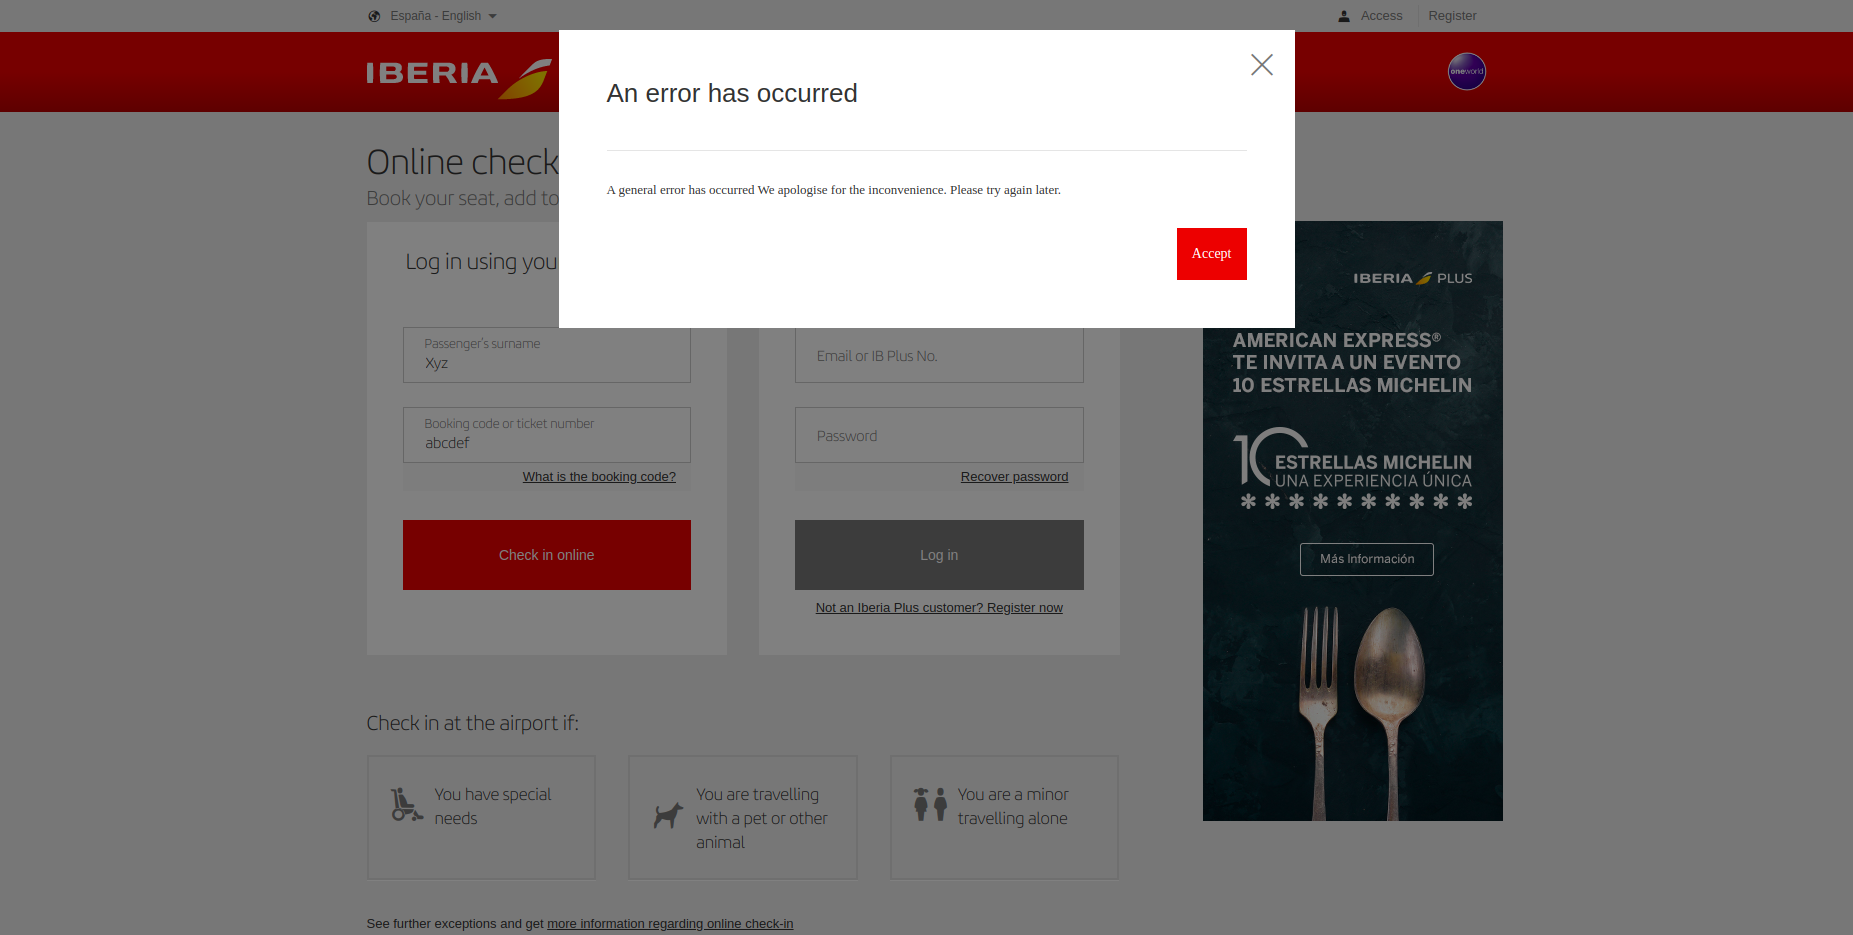 España - English
Access
Register
IBERIA
oneworld
An error has occurred
A general error has occurred We apologise for the inconvenience. Please try again later.
Accept
Online check
Book your seat, add to
Log in using you
Passenger's surname
Xyz
Booking code or ticket number
abcdef
What is the booking code?
Check in online
Email or IB Plus No.
Password
Recover password
Log in
Not an Iberia Plus customer? Register now
IBERIA PLUS
AMERICAN EXPRESS®
TE INVITA A UN EVENTO
10 ESTRELLAS MICHELIN
10 ESTRELLAS MICHELIN
UNA EXPERIENCIA ÚNICA
Más Información
Check in at the airport if:
You have special
needs
You are travelling
with a pet or other
animal
You are a minor
travelling alone
See further exceptions and get more information regarding online check-in